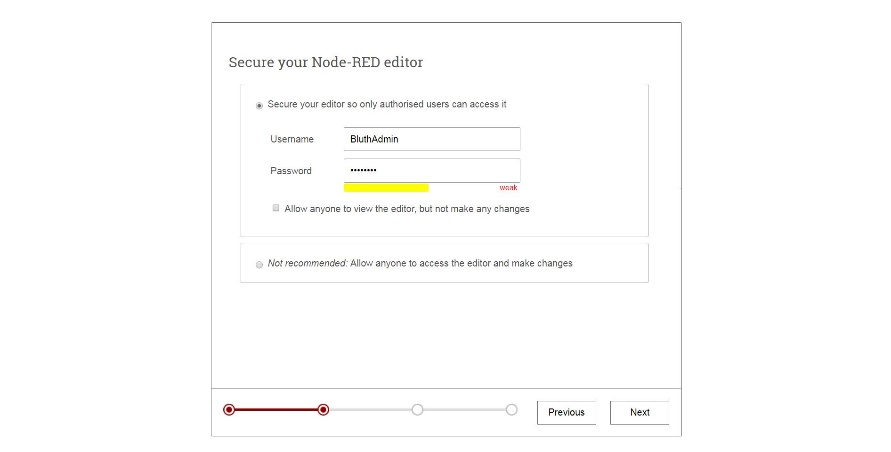 Secure your Node-RED editor
Secure your editor so only authorised users can access it
Username BluthAdmin
Password ••••••••
weak
Allow anyone to view the editor, but not make any changes
Not recommended: Allow anyone to access the editor and make changes
Previous Next